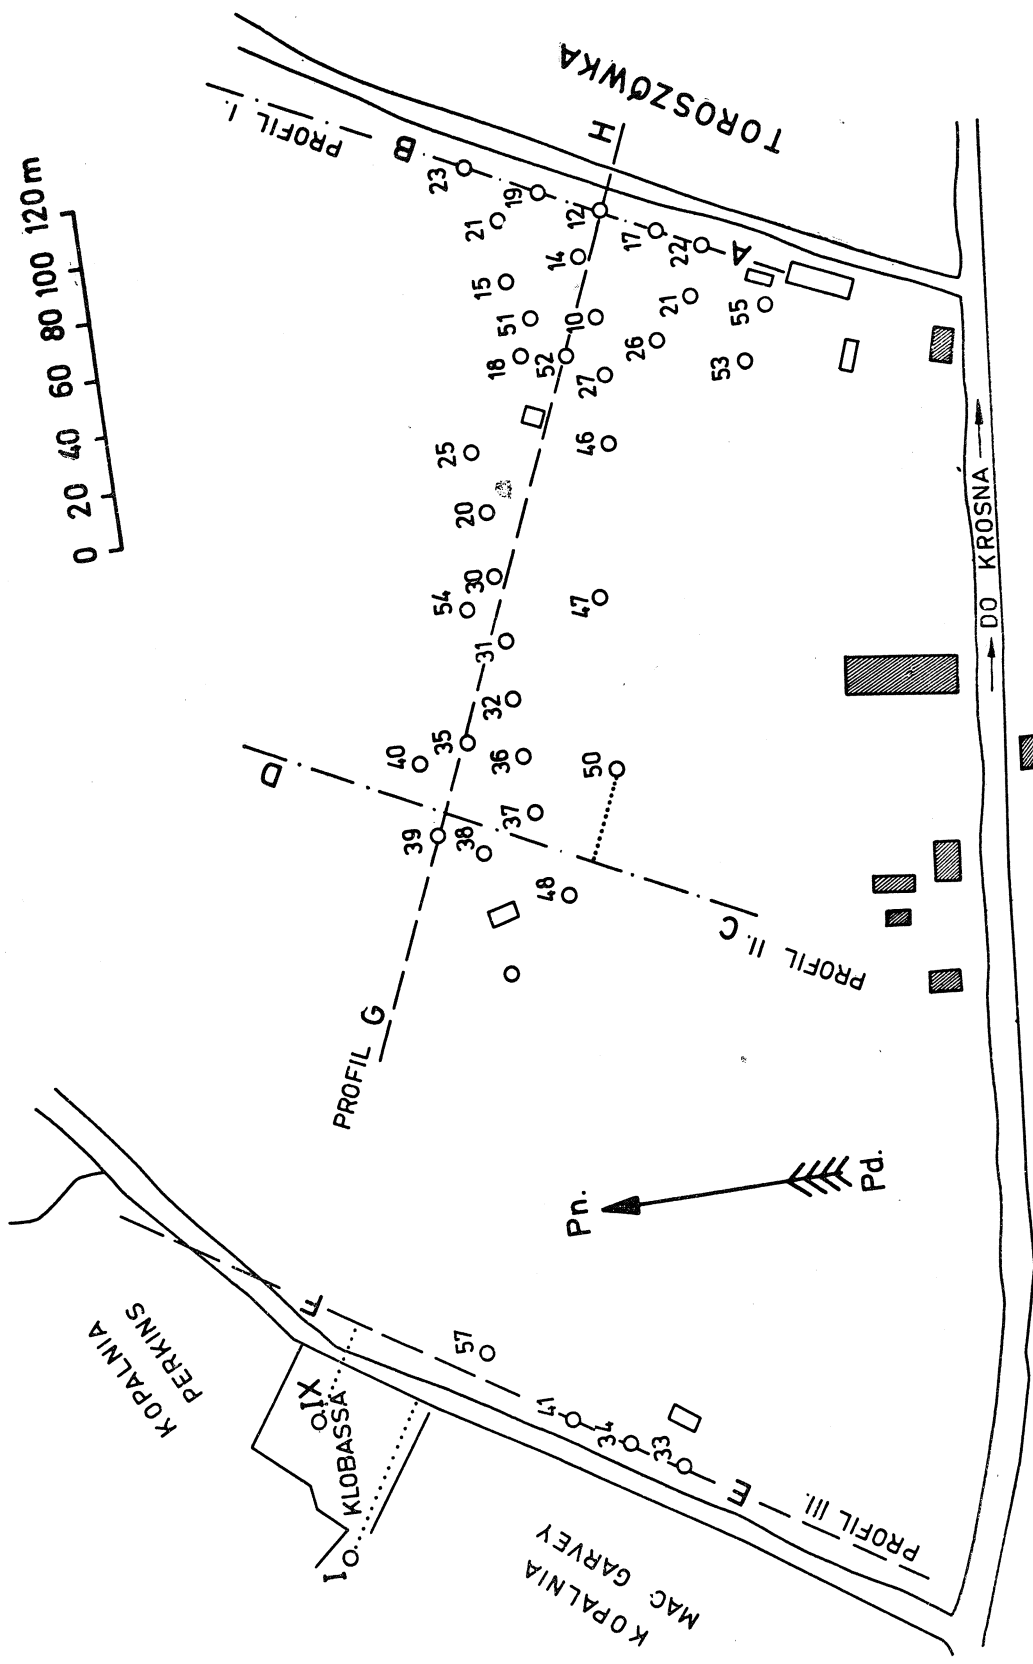 0 20 40 60 80 100 120m
TOROSZÓWKA
PROFIL I.
B
H
23
19
21
12
17
22
A
14
15
51
10
21
55
18
52
27
26
53
25
46
20
54
30
47
31
32
D
40
35
36
50
39
38
37
48
PROFIL II. C
PROFIL G
DO KROSNA
Pn.
Pd.
KOPALNIA
PERKINS
F
IX
KLOBASSA
I
57
41
34
33
E
PROFIL III.
KOPALNIA
MAC GARVEY